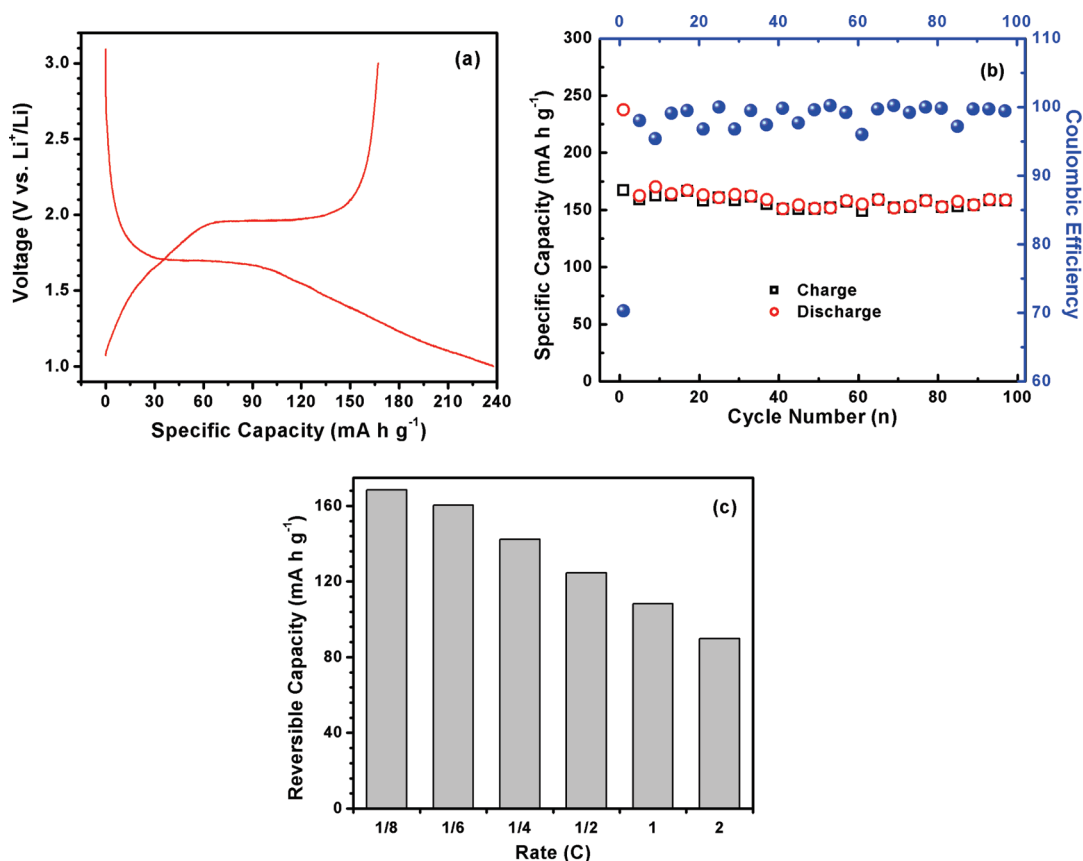 (a)
Voltage (V vs. Li⁺/Li)
3.0
2.5
2.0
1.5
1.0
0 30 60 90 120 150 180 210 240
Specific Capacity (mA h g⁻¹)
0 20 40 60 80 100
(b)
Specific Capacity (mA h g⁻¹)
300
250
200
150
100
50
0
110
100
90
80
70
60
Coulombic Efficiency
Charge
Discharge
0 20 40 60 80 100
Cycle Number (n)
(c)
Reversible Capacity (mA h g⁻¹)
160
120
80
40
0
1/8 1/6 1/4 1/2 1 2
Rate (C)